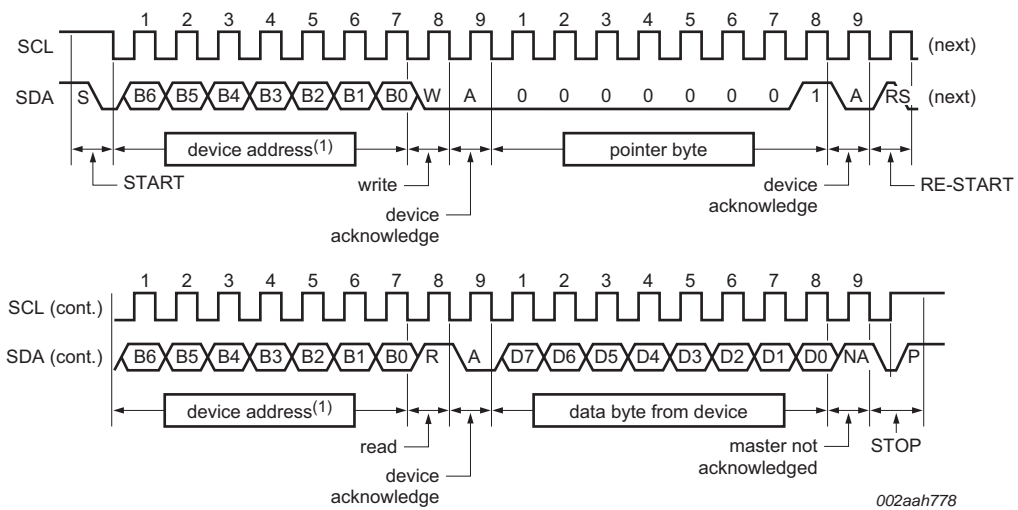 1 2 3 4 5 6 7 8 9 1 2 3 4 5 6 7 8 9
SCL (next)
SDA S B6 B5 B4 B3 B2 B1 B0 W A 0 0 0 0 0 0 0 1 A RS (next)
device address(1) pointer byte
START write device RE-START
device acknowledge
acknowledge
1 2 3 4 5 6 7 8 9 1 2 3 4 5 6 7 8 9
SCL (cont.)
SDA (cont.) B6 B5 B4 B3 B2 B1 B0 R A D7 D6 D5 D4 D3 D2 D1 D0 NA P
device address(1) data byte from device
read master not STOP
device acknowledged
acknowledge
002aah778